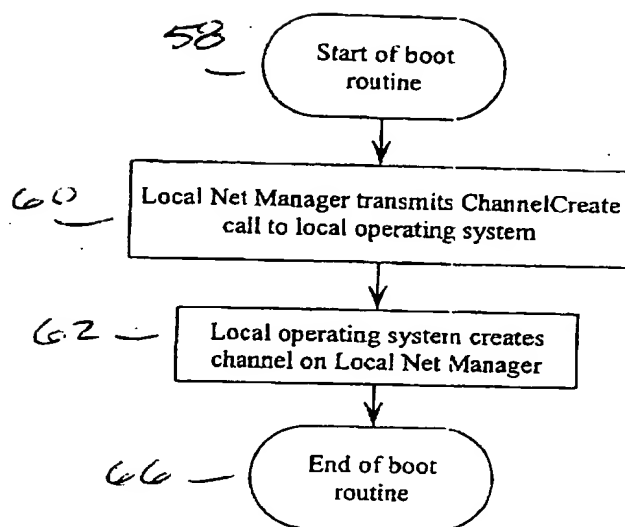 58
Start of boot
routine
60
Local Net Manager transmits ChannelCreate
call to local operating system
62
Local operating system creates
channel on Local Net Manager
66
End of boot
routine